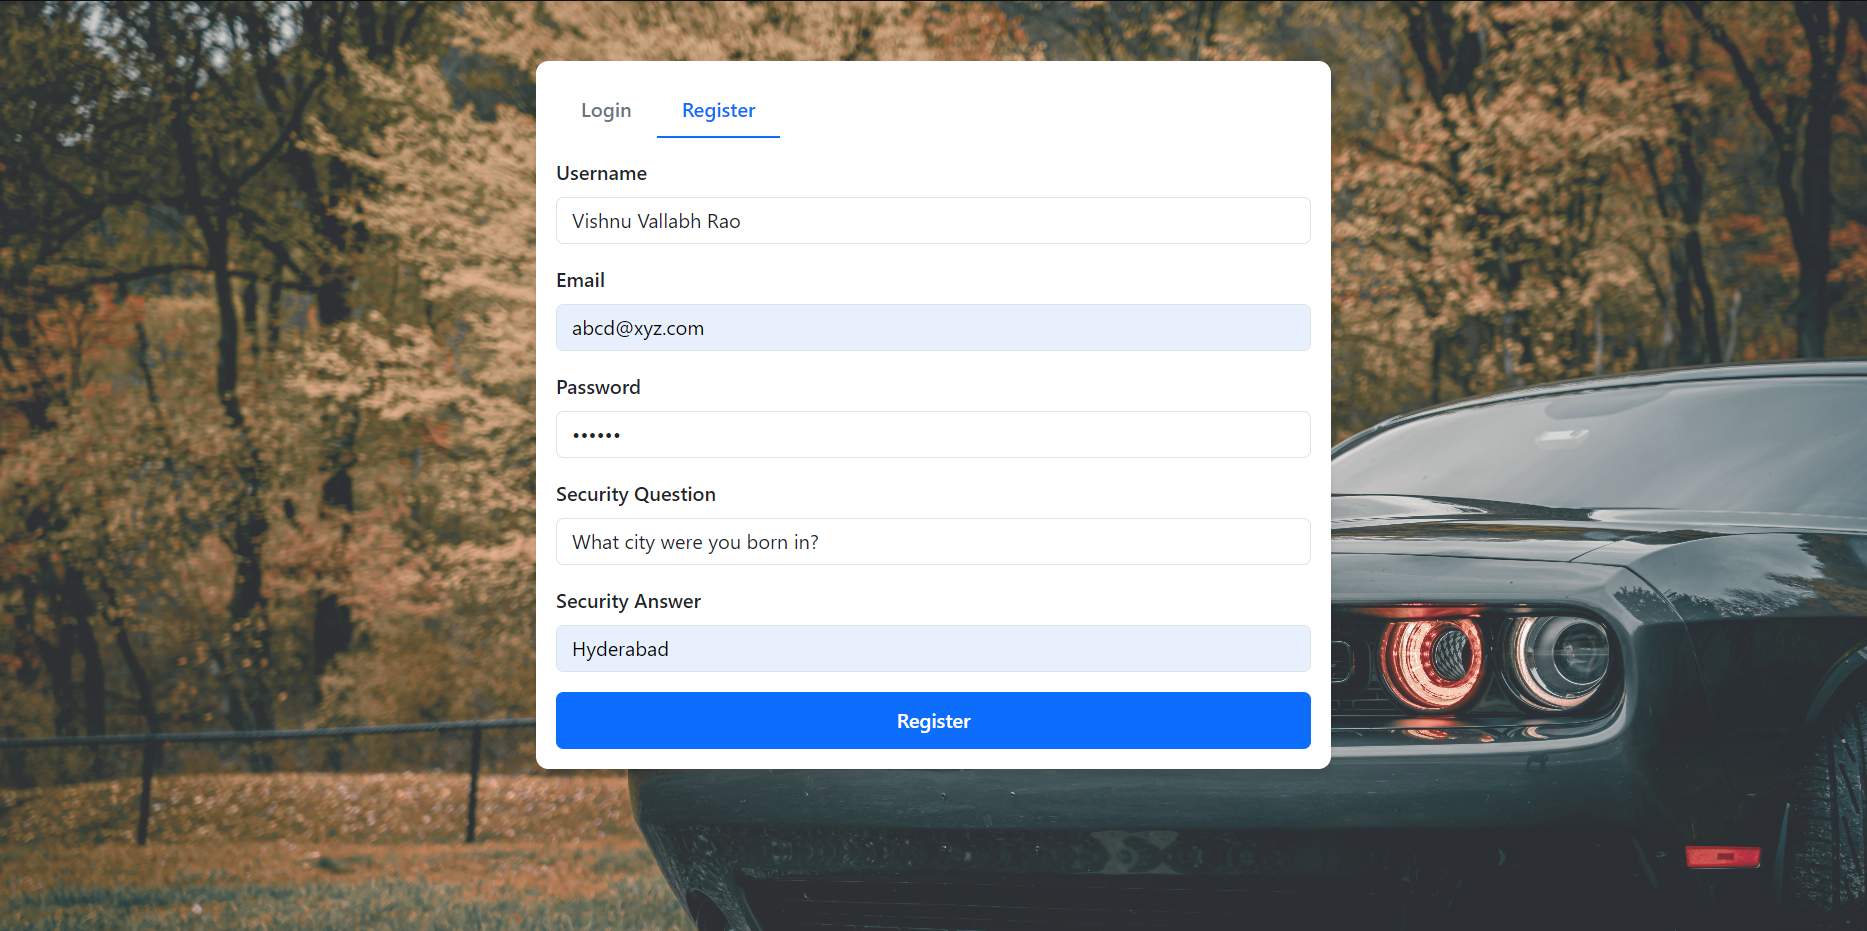 Login Register
Username
Vishnu Vallabh Rao
Email
abcd@xyz.com
Password
••••••
Security Question
What city were you born in?
Security Answer
Hyderabad
Register